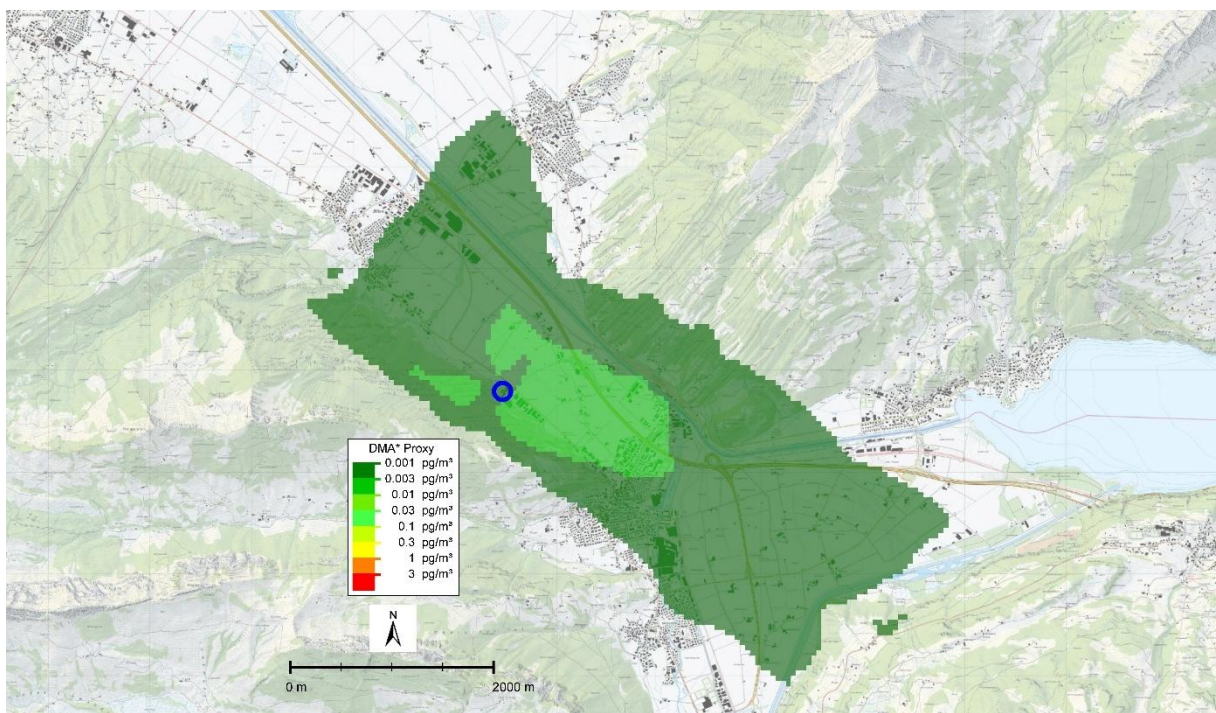 DMA* Proxy
0.001 pg/m³
0.003 pg/m³
0.01 pg/m³
0.03 pg/m³
0.1 pg/m³
0.3 pg/m³
1 pg/m³
3 pg/m³
N
0 m 2000 m